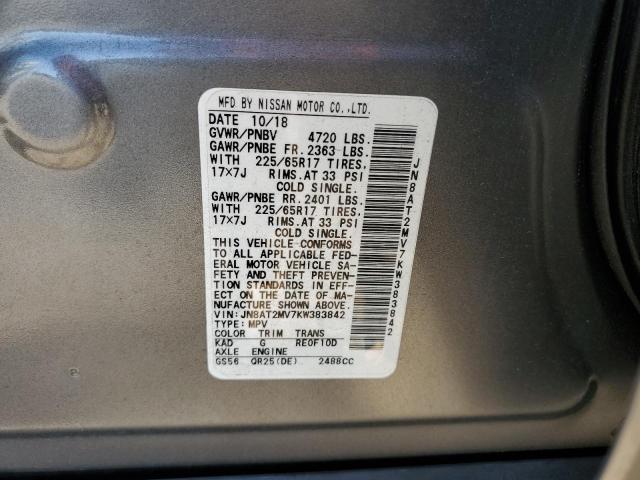 MFD BY NISSAN MOTOR CO.,LTD.
DATE 10/18
GVWR/PNBV 4720 LBS.
GAWR/PNBE FR. 2363 LBS.
WITH 225/65R17 TIRES,
17x7J RIMS.AT 33 PSI
COLD SINGLE.
GAWR/PNBE RR. 2401 LBS.
WITH 225/65R17 TIRES,
17x7J RIMS.AT 33 PSI
COLD SINGLE.
THIS VEHICLE CONFORMS
TO ALL APPLICABLE FED-
ERAL MOTOR VEHICLE SA-
FETY AND THEFT PREVEN-
TION STANDARDS IN EFF-
ECT ON THE DATE OF MA-
NUFACTURE SHOWN ABOVE.
VIN: JN8AT2MV7KW383842
TYPE: MPV
COLOR TRIM TRANS
KAD G RE0F10D
AXLE ENGINE
GS56 QR25(DE) 2488CC
JN8AT2MV7KW383842